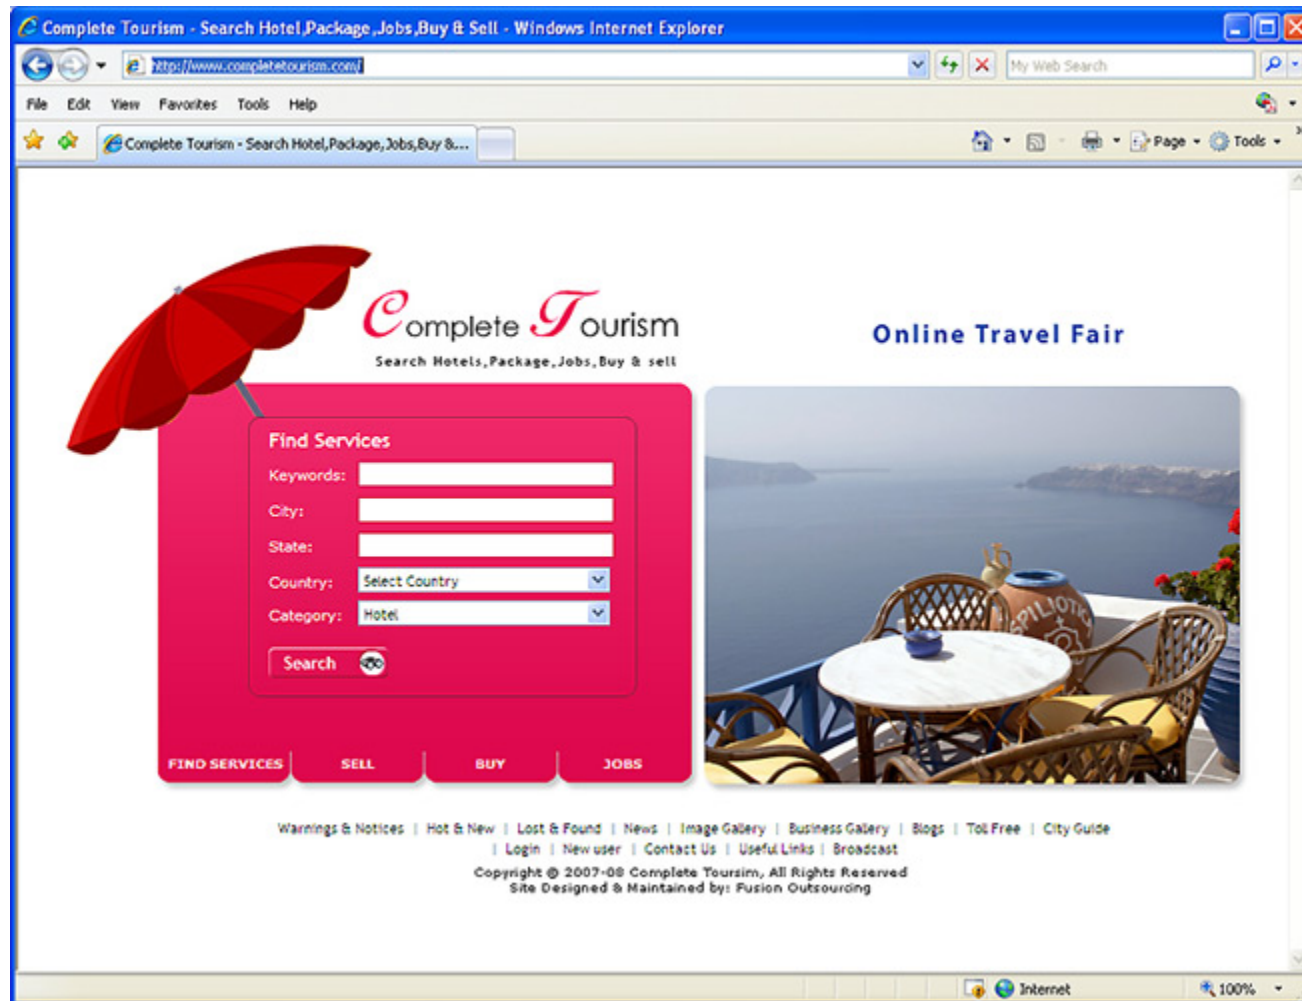 Complete Tourism - Search Hotel,Package,Jobs,Buy & Sell - Windows Internet Explorer
http://www.completetourism.com/
My Web Search
File Edit View Favorites Tools Help
Complete Tourism - Search Hotel,Package,Jobs,Buy &...
Page Tools
Complete Tourism
Search Hotels,Package,Jobs,Buy & sell
Online Travel Fair
Find Services
Keywords:
City:
State:
Country: Select Country
Category: Hotel
Search
SPILIOTICA
FIND SERVICES SELL BUY JOBS
Warnings & Notices | Hot & New | Lost & Found | News | Image Gallery | Business Gallery | Blogs | Toll Free | City Guide
| Login | New user | Contact Us | Useful Links | Broadcast
Copyright @ 2007-08 Complete Toursim, All Rights Reserved
Site Designed & Maintained by: Fusion Outsourcing
Internet 100%